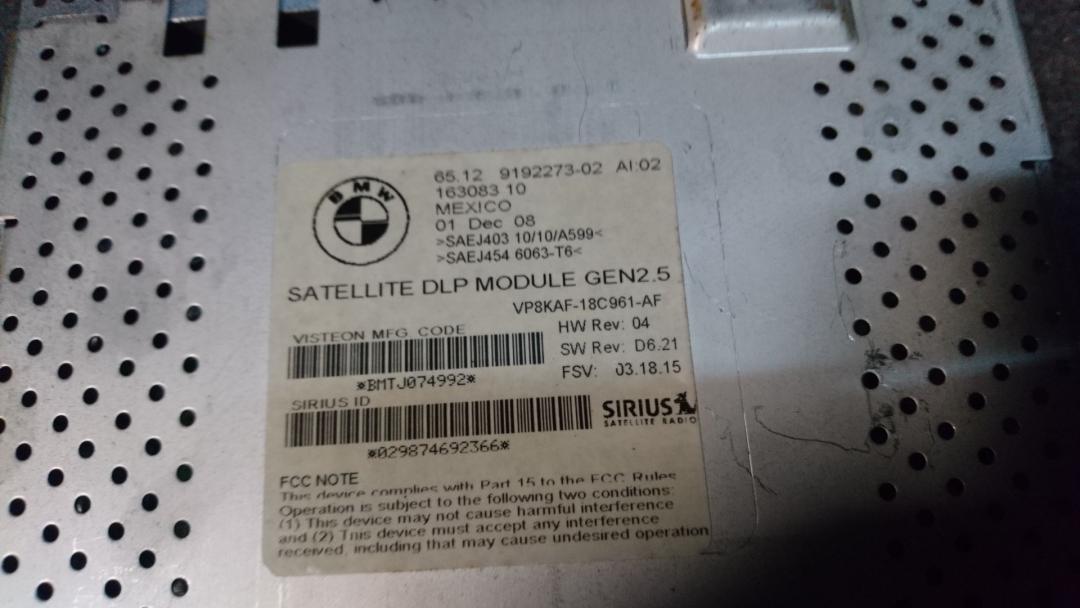 BMW
65.12 9192273-02 AI:02
163083 10
MEXICO
01 Dec 08
>SAEJ403 10/10/A599<
>SAEJ454 6063-T6<
SATELLITE DLP MODULE GEN2.5
VP8KAF-18C961-AF
VISTEON MFG. CODE
HW Rev: 04
SW Rev: D6.21
*BMTJ074992*
FSV: 03.18.15
SIRIUS ID
SIRIUS
SATELLITE RADIO
*029874692366*
FCC NOTE
This device complies with Part 15 to the FCC Rules
Operation is subject to the following two conditions:
(1) This device may not cause harmful interference
and (2) This device must accept any interference
received, including that may cause undesired operation